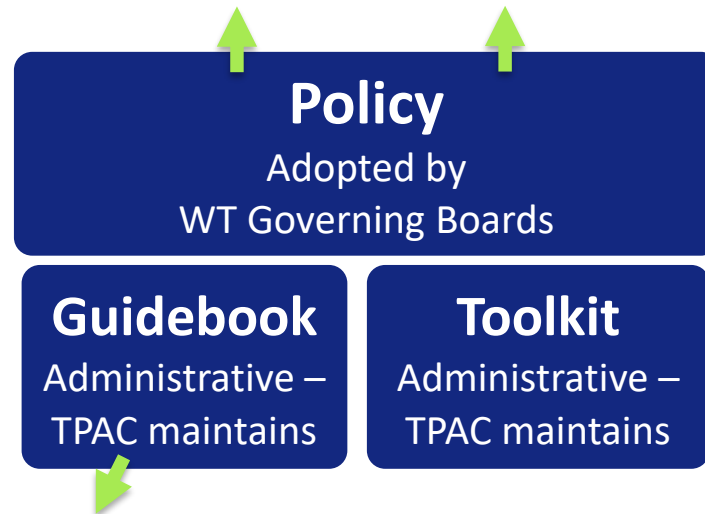 Policy
Adopted by
WT Governing Boards
Guidebook
Administrative –
TPAC maintains
Toolkit
Administrative –
TPAC maintains